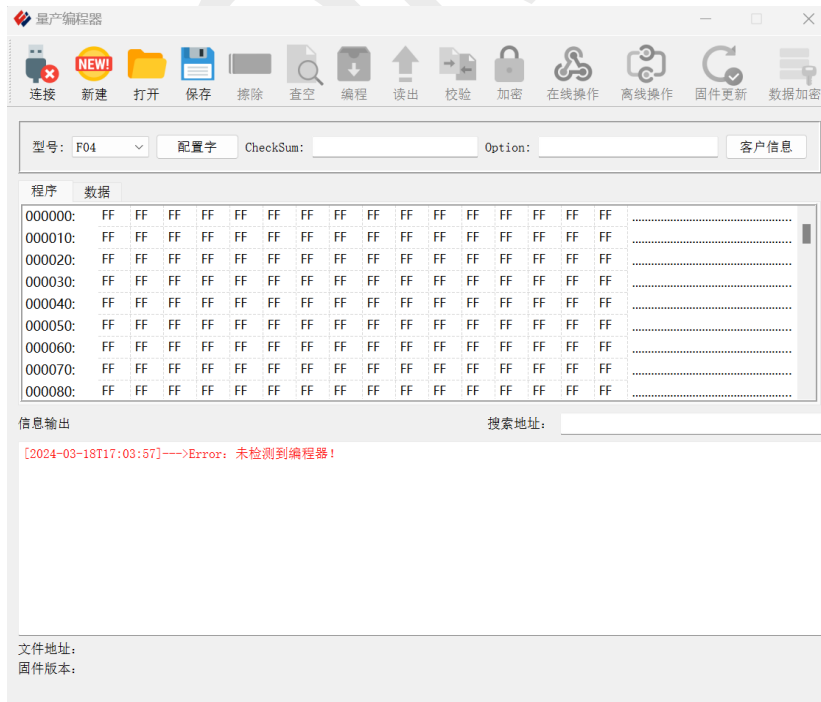 量产编程器
NEW!
连接 新建 打开 保存 擦除 查空 编程 读出 校验 加密 在线操作 离线操作 固件更新 数据加密
型号: F04 配置字 CheckSum: Option: 客户信息
程序 数据
000000: FF FF FF FF FF FF FF FF FF FF FF FF FF FF FF FF ................................................
000010: FF FF FF FF FF FF FF FF FF FF FF FF FF FF FF FF ................................................
000020: FF FF FF FF FF FF FF FF FF FF FF FF FF FF FF FF ................................................
000030: FF FF FF FF FF FF FF FF FF FF FF FF FF FF FF FF ................................................
000040: FF FF FF FF FF FF FF FF FF FF FF FF FF FF FF FF ................................................
000050: FF FF FF FF FF FF FF FF FF FF FF FF FF FF FF FF ................................................
000060: FF FF FF FF FF FF FF FF FF FF FF FF FF FF FF FF ................................................
000070: FF FF FF FF FF FF FF FF FF FF FF FF FF FF FF FF ................................................
000080: FF FF FF FF FF FF FF FF FF FF FF FF FF FF FF FF ................................................
信息输出 搜索地址:
[2024-03-18T17:03:57]--->Error: 未检测到编程器!
文件地址:
固件版本: